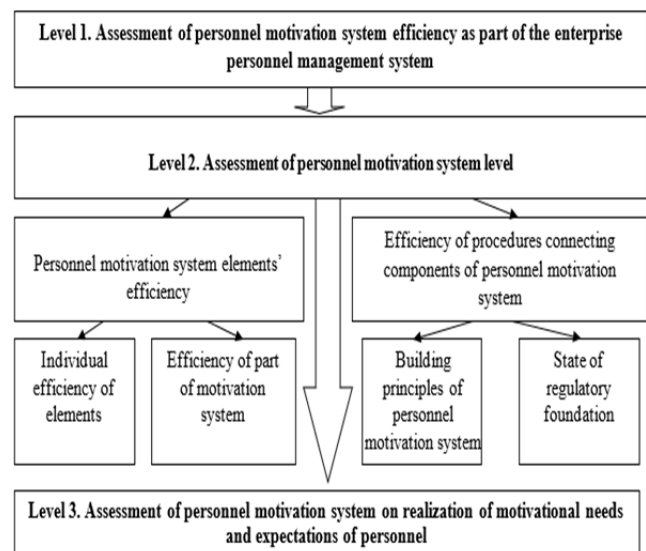 Level 1. Assessment of personnel motivation system efficiency as part of the enterprise
personnel management system
Level 2. Assessment of personnel motivation system level
Personnel motivation system elements’
efficiency
Efficiency of procedures connecting
components of personnel motivation
system
Individual
efficiency of
elements
Efficiency of part
of motivation
system
Building
principles of
personnel
motivation system
State of
regulatory
foundation
Level 3. Assessment of personnel motivation system on realization of motivational needs
and expectations of personnel